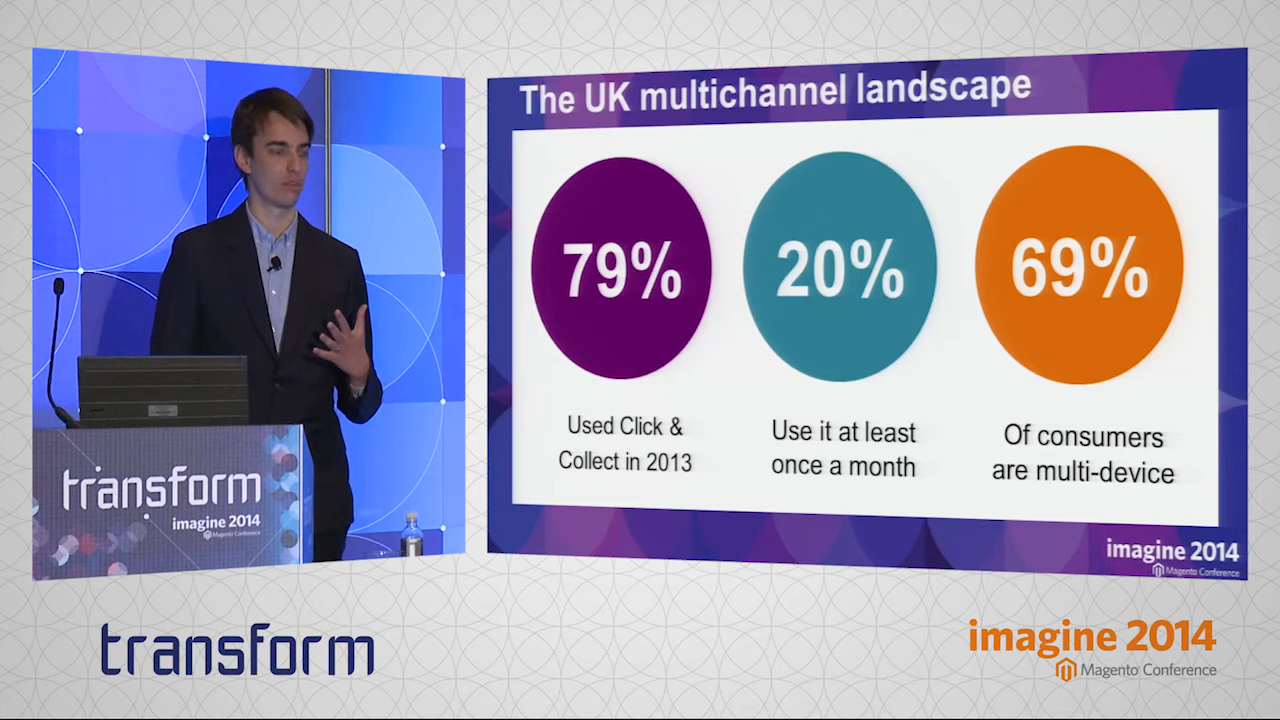 The UK multichannel landscape
79%
20%
69%
Used Click &
Collect in 2013
Use it at least
once a month
Of consumers
are multi-device
imagine 2014
Magento Conference
transform
imagine 2014
Magento Conference
transform
imagine 2014
Magento Conference